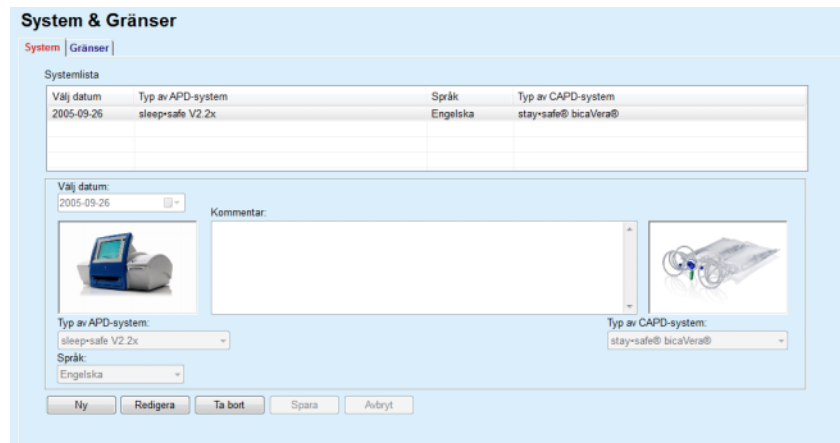 System & Gränser
System Gränser
Systemlista
Välj datum Typ av APD-system Språk Typ av CAPD-system
2005-09-26 sleep•safe V2.2x Engelska stay•safe® bicaVera®
Välj datum:
2005-09-26
Kommentar:
Typ av APD-system: Typ av CAPD-system:
sleep•safe V2.2x stay•safe® bicaVera®
Språk:
Engelska
Ny Redigera Ta bort Spara Avbryt